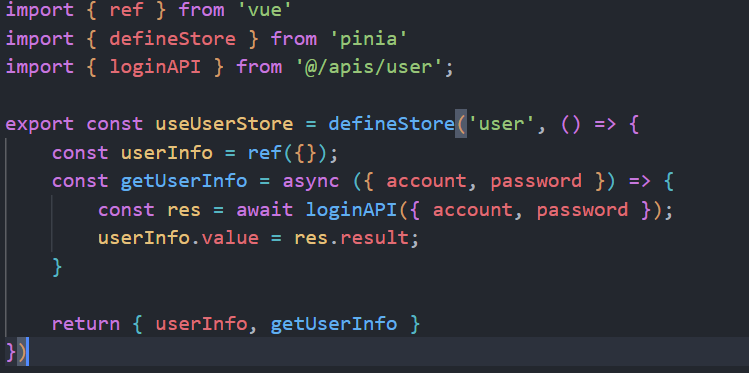 import { ref } from 'vue'
import { defineStore } from 'pinia'
import { loginAPI } from '@/apis/user';

export const useUserStore = defineStore('user', () => {
    const userInfo = ref({});
    const getUserInfo = async ({ account, password }) => {
        const res = await loginAPI({ account, password });
        userInfo.value = res.result;
    }

    return { userInfo, getUserInfo }
})